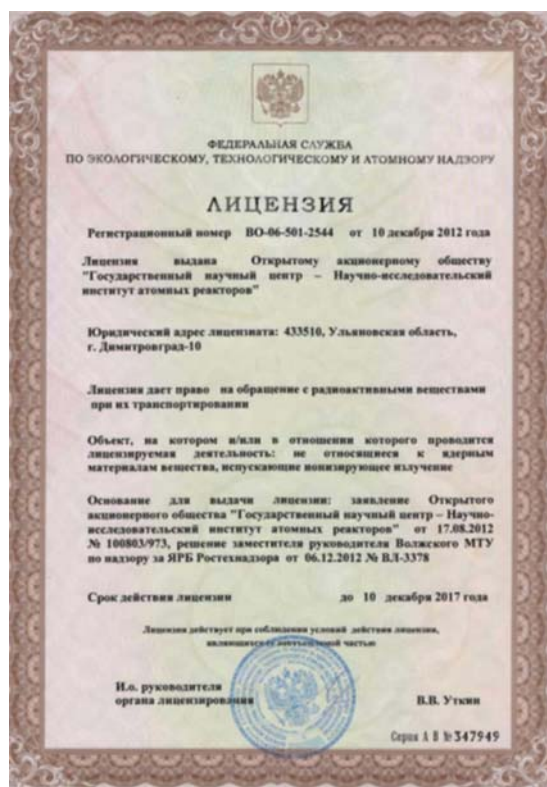 ФЕДЕРАЛЬНАЯ СЛУЖБА
ПО ЭКОЛОГИЧЕСКОМУ, ТЕХНОЛОГИЧЕСКОМУ И АТОМНОМУ НАДЗОРУ
ЛИЦЕНЗИЯ
Регистрационный номер ВО-06-501-2544 от 10 декабря 2012 года
Лицензия выдана Открытому акционерному обществу
"Государственный научный центр – Научно-исследовательский
институт атомных реакторов"
Юридический адрес лицензиата: 433510, Ульяновская область,
г. Димитровград-10
Лицензия дает право на обращение с радиоактивными веществами
при их транспортировании
Объект, на котором и/или в отношении которого проводится
лицензируемая деятельность: не относящиеся к ядерным
материалам вещества, испускающие ионизирующее излучение
Основание для выдачи лицензии: заявление Открытого
акционерного общества "Государственный научный центр – Научно-
исследовательский институт атомных реакторов" от 17.08.2012
№ 100803/973, решение заместителя руководителя Волжского МТУ
по надзору за ЯРБ Ростехнадзора от 06.12.2012 № ВЛ-3378
Срок действия лицензии до 10 декабря 2017 года
Лицензия действует при соблюдении условий действия лицензии,
являющихся ее неотъемлемой частью
И.о. руководителя
органа лицензирования В.В. Уткин
Серия А В № 347949